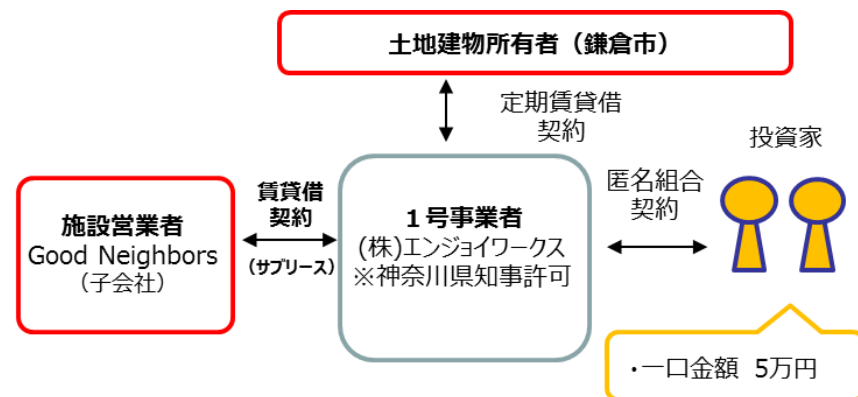 土地建物所有者（鎌倉市）
定期賃貸借
契約
投資家
賃貸借
契約
（サブリース）
施設営業者
Good Neighbors
（子会社）
１号事業者
(株)エンジョイワークス
※神奈川県知事許可
匿名組合
契約
・一口金額 5万円